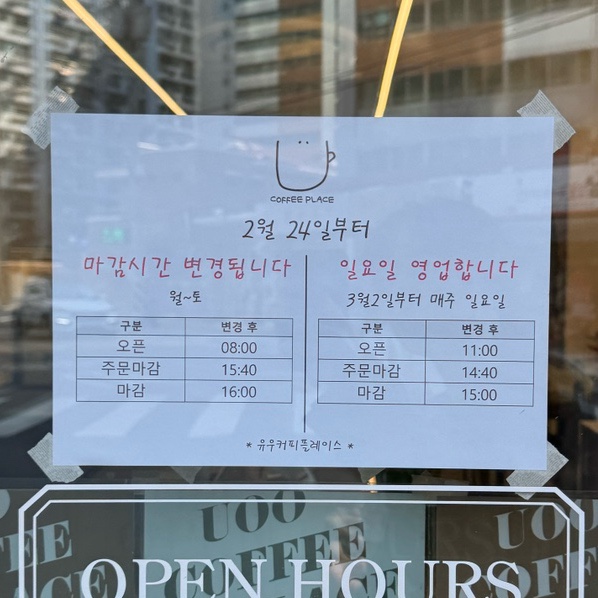 COFFEE PLACE
2월 24일부터
마감시간 변경됩니다
월~토
구분 변경 후
오픈 08:00
주문마감 15:40
마감 16:00
일요일 영업합니다
3월2일부터 매주 일요일
구분 변경 후
오픈 11:00
주문마감 14:40
마감 15:00
* 유우커피플레이스 *
UOO
COFFEE
UOO
OPEN HOURS